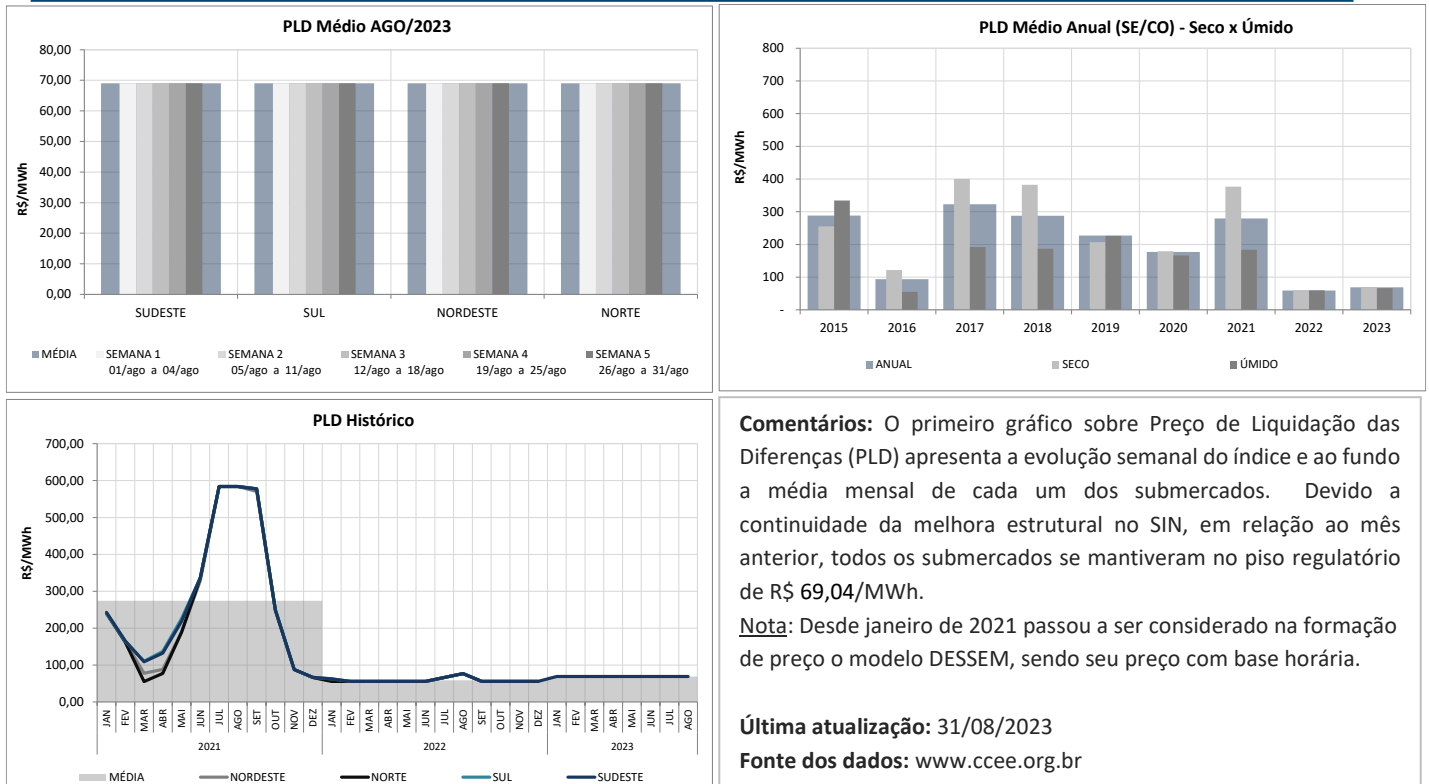 PLD Médio AGO/2023
80,00
70,00
60,00
50,00
40,00
30,00
20,00
10,00
0,00
R$/MWh
SUDESTE SUL NORDESTE NORTE
MÉDIA SEMANA 1 SEMANA 2 SEMANA 3 SEMANA 4 SEMANA 5
01/ago a 04/ago 05/ago a 11/ago 12/ago a 18/ago 19/ago a 25/ago 26/ago a 31/ago
PLD Médio Anual (SE/CO) - Seco x Úmido
800
700
600
500
400
300
200
100
-
R$/MWh
2015 2016 2017 2018 2019 2020 2021 2022 2023
ANUAL SECO ÚMIDO
PLD Histórico
700,00
600,00
500,00
400,00
300,00
200,00
100,00
0,00
R$/MWh
JAN FEV MAR ABR MAI JUN JUL AGO SET OUT NOV DEZ JAN FEV MAR ABR MAI JUN JUL AGO SET OUT NOV DEZ JAN FEV MAR ABR MAI JUN JUL AGO
2021 2022 2023
MÉDIA NORDESTE NORTE SUL SUDESTE
Comentários: O primeiro gráfico sobre Preço de Liquidação das
Diferenças (PLD) apresenta a evolução semanal do índice e ao fundo
a média mensal de cada um dos submercados. Devido a
continuidade da melhora estrutural no SIN, em relação ao mês
anterior, todos os submercados se mantiveram no piso regulatório
de R$ 69,04/MWh.
Nota: Desde janeiro de 2021 passou a ser considerado na formação
de preço o modelo DESSEM, sendo seu preço com base horária.
Última atualização: 31/08/2023
Fonte dos dados: www.ccee.org.br